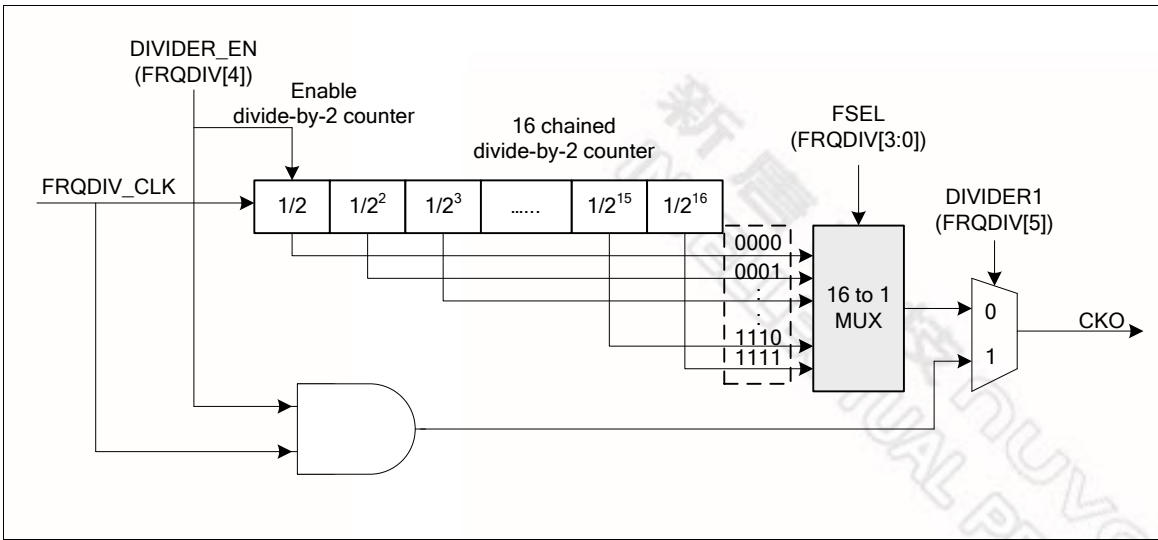 DIVIDER_EN
(FRQDIV[4])
Enable
divide-by-2 counter
16 chained
divide-by-2 counter
FSEL
(FRQDIV[3:0])
DIVIDER1
(FRQDIV[5])
FRQDIV_CLK
1/2
1/2²
1/2³
…...
1/2¹⁵
1/2¹⁶
0000
0001
:
:
1110
1111
16 to 1
MUX
0
1
CKO
新唐